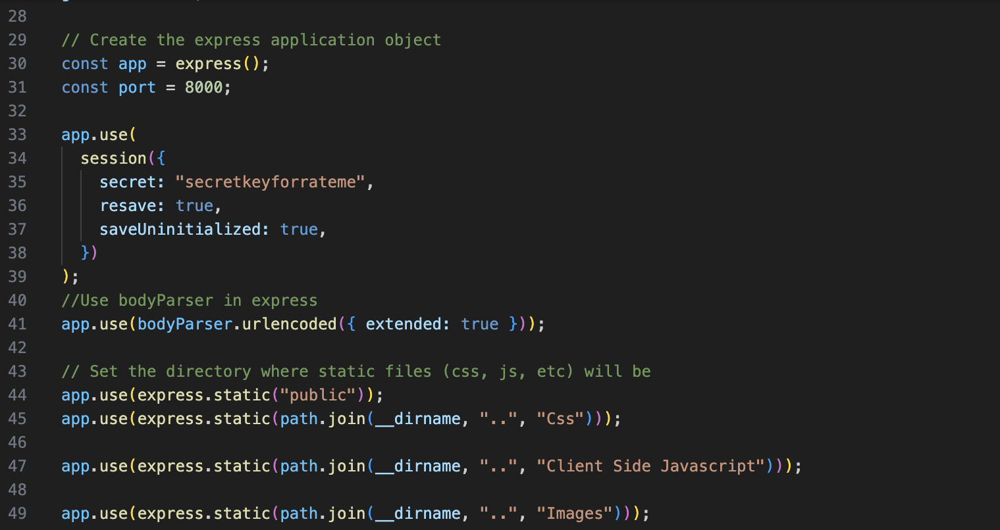 28
29 // Create the express application object
30 const app = express();
31 const port = 8000;
32
33 app.use(
34 session({
35 secret: "secretkeyforrateme",
36 resave: true,
37 saveUninitialized: true,
38 })
39 );
40 //Use bodyParser in express
41 app.use(bodyParser.urlencoded({ extended: true }));
42
43 // Set the directory where static files (css, js, etc) will be
44 app.use(express.static("public"));
45 app.use(express.static(path.join(__dirname, "..", "Css")));
46
47 app.use(express.static(path.join(__dirname, "..", "Client Side Javascript")));
48
49 app.use(express.static(path.join(__dirname, "..", "Images")));